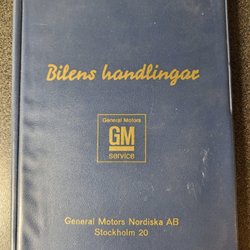 Bilens handlingar
General Motors
GM
service
General Motors Nordiska AB
Stockholm 20